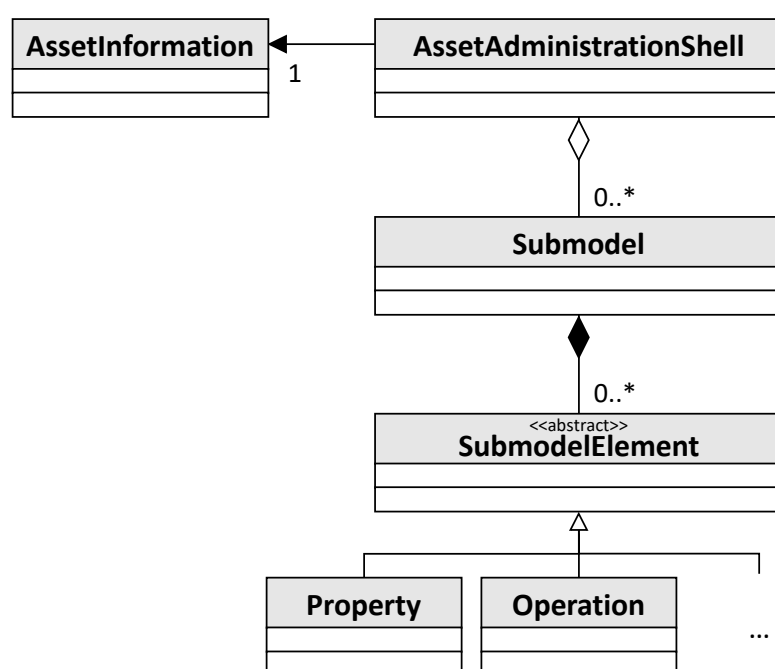 AssetInformation
AssetAdministrationShell
1
0..*
Submodel
0..*
<<abstract>>
SubmodelElement
Property
Operation
...